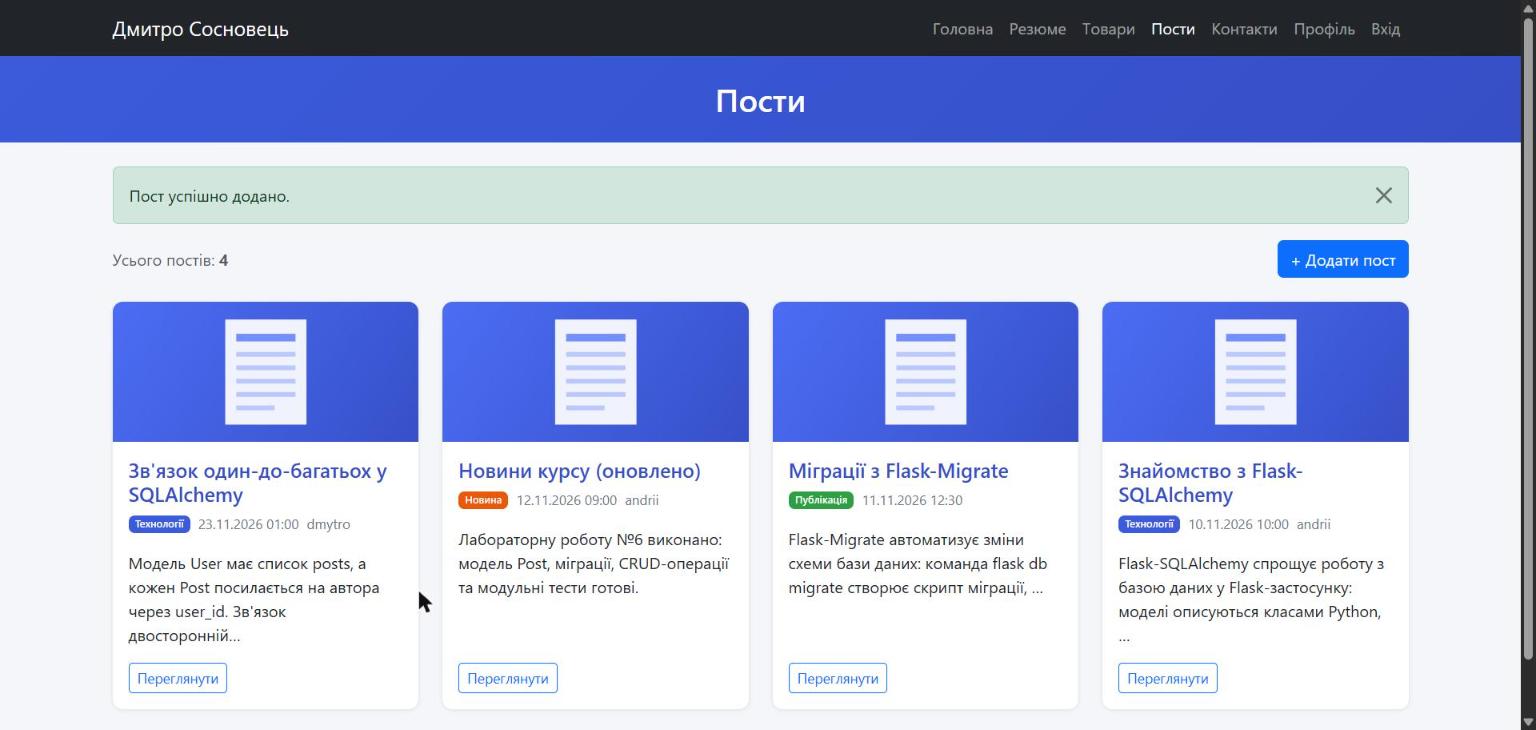 Дмитро Сосновець
Головна Резюме Товари Пости Контакти Профіль Вхід
Пости
Пост успішно додано.
Усього постів: 4
+ Додати пост
Зв'язок один-до-багатьох у
SQLAlchemy
Технології 23.11.2026 01:00 dmytro
Модель User має список posts, а
кожен Post посилається на автора
через user_id. Зв'язок
двосторонній...
Переглянути
Новини курсу (оновлено)
Новина 12.11.2026 09:00 andrii
Лабораторну роботу №6 виконано:
модель Post, міграції, CRUD-операції
та модульні тести готові.
Переглянути
Міграції з Flask-Migrate
Публікація 11.11.2026 12:30
Flask-Migrate автоматизує зміни
схеми бази даних: команда flask db
migrate створює скрипт міграції, ...
Переглянути
Знайомство з Flask-
SQLAlchemy
Технології 10.11.2026 10:00 andrii
Flask-SQLAlchemy спрощує роботу з
базою даних у Flask-застосунку:
моделі описуються класами Python,
...
Переглянути